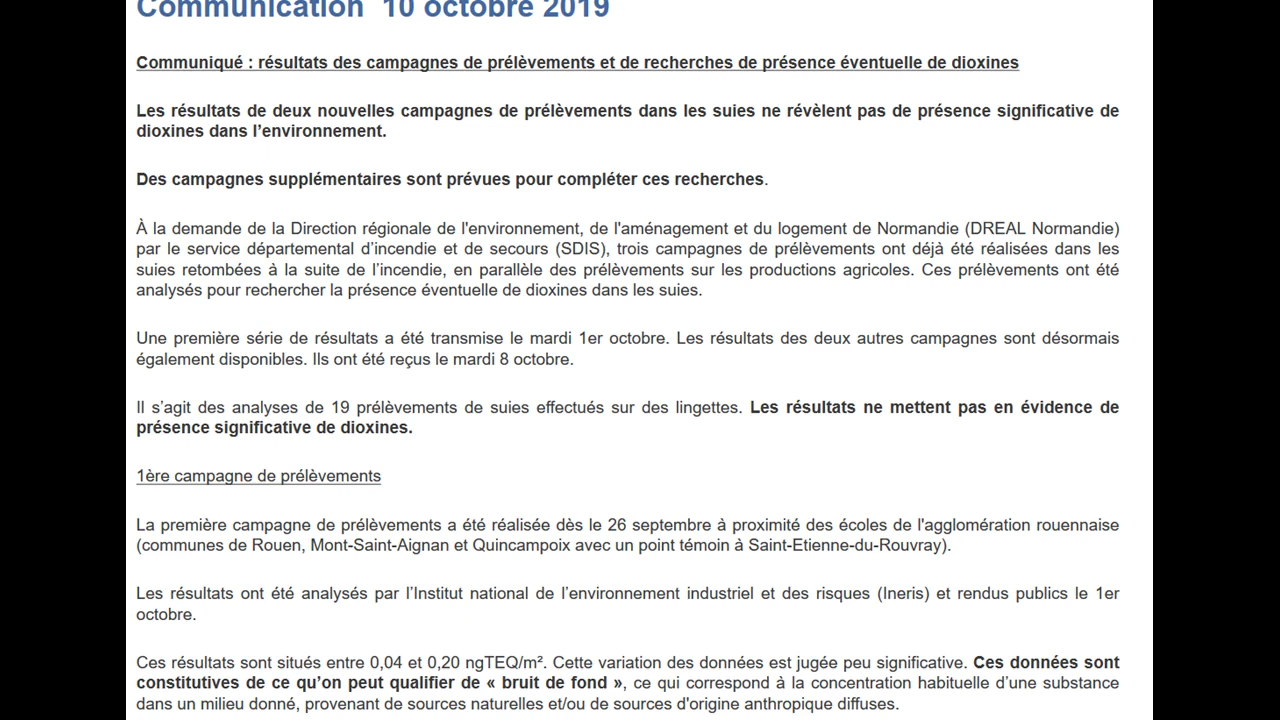 Communication 10 octobre 2019
Communiqué : résultats des campagnes de prélèvements et de recherches de présence éventuelle de dioxines
Les résultats de deux nouvelles campagnes de prélèvements dans les suies ne révèlent pas de présence significative de
dioxines dans l’environnement.
Des campagnes supplémentaires sont prévues pour compléter ces recherches.
À la demande de la Direction régionale de l'environnement, de l'aménagement et du logement de Normandie (DREAL Normandie)
par le service départemental d’incendie et de secours (SDIS), trois campagnes de prélèvements ont déjà été réalisées dans les
suies retombées à la suite de l’incendie, en parallèle des prélèvements sur les productions agricoles. Ces prélèvements ont été
analysés pour rechercher la présence éventuelle de dioxines dans les suies.
Une première série de résultats a été transmise le mardi 1er octobre. Les résultats des deux autres campagnes sont désormais
également disponibles. Ils ont été reçus le mardi 8 octobre.
Il s’agit des analyses de 19 prélèvements de suies effectués sur des lingettes. Les résultats ne mettent pas en évidence de
présence significative de dioxines.
1ère campagne de prélèvements
La première campagne de prélèvements a été réalisée dès le 26 septembre à proximité des écoles de l'agglomération rouennaise
(communes de Rouen, Mont-Saint-Aignan et Quincampoix avec un point témoin à Saint-Etienne-du-Rouvray).
Les résultats ont été analysés par l’Institut national de l’environnement industriel et des risques (Ineris) et rendus publics le 1er
octobre.
Ces résultats sont situés entre 0,04 et 0,20 ngTEQ/m². Cette variation des données est jugée peu significative. Ces données sont
constitutives de ce qu’on peut qualifier de « bruit de fond », ce qui correspond à la concentration habituelle d’une substance
dans un milieu donné, provenant de sources naturelles et/ou de sources d'origine anthropique diffuses.